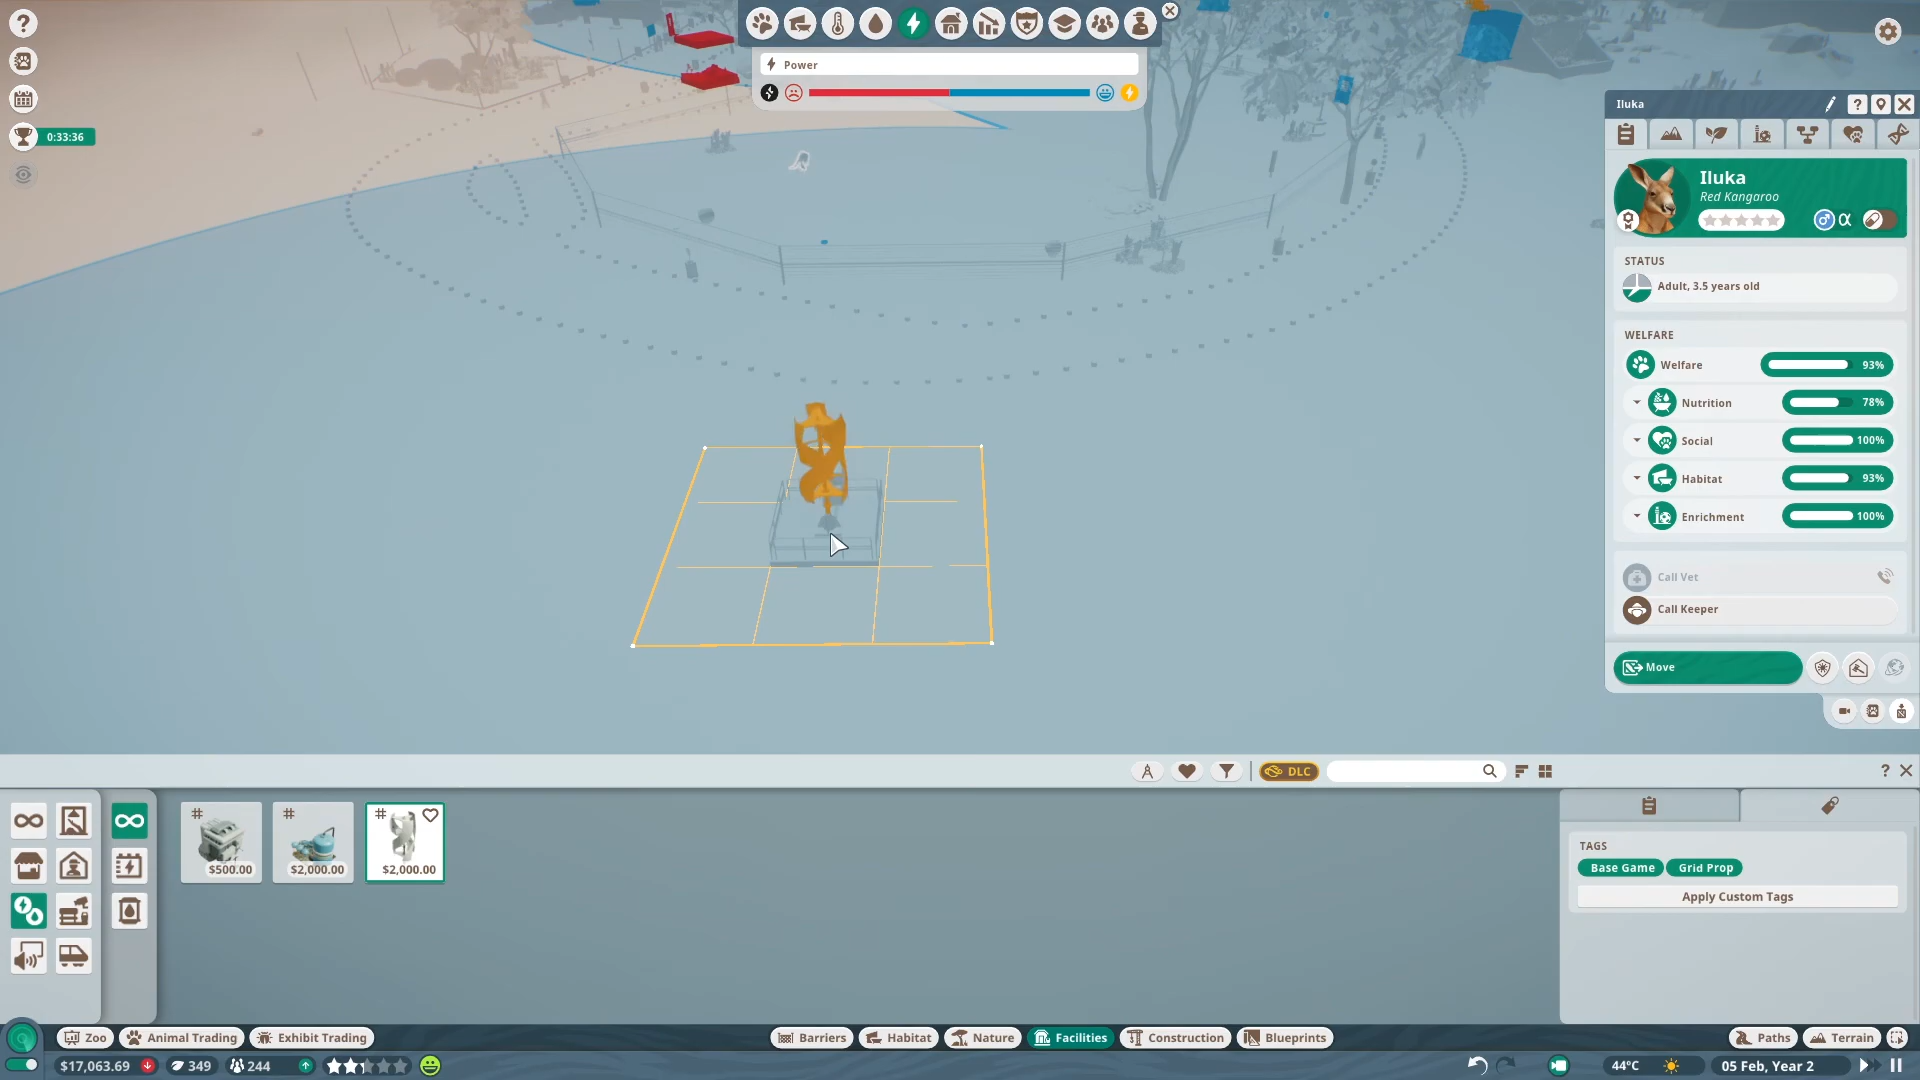 Power
0:33:36
Iluka
Iluka
Red Kangaroo
α
STATUS
Adult, 3.5 years old
WELFARE
Welfare 93%
Nutrition 78%
Social 100%
Habitat 93%
Enrichment 100%
Call Vet
Call Keeper
Move
DLC
# $500.00
# $2,000.00
# $2,000.00
TAGS
Base Game Grid Prop
Apply Custom Tags
Zoo Animal Trading Exhibit Trading Barriers Habitat Nature Facilities Construction Blueprints Paths Terrain
$17,063.69 349 244 44°C 05 Feb, Year 2